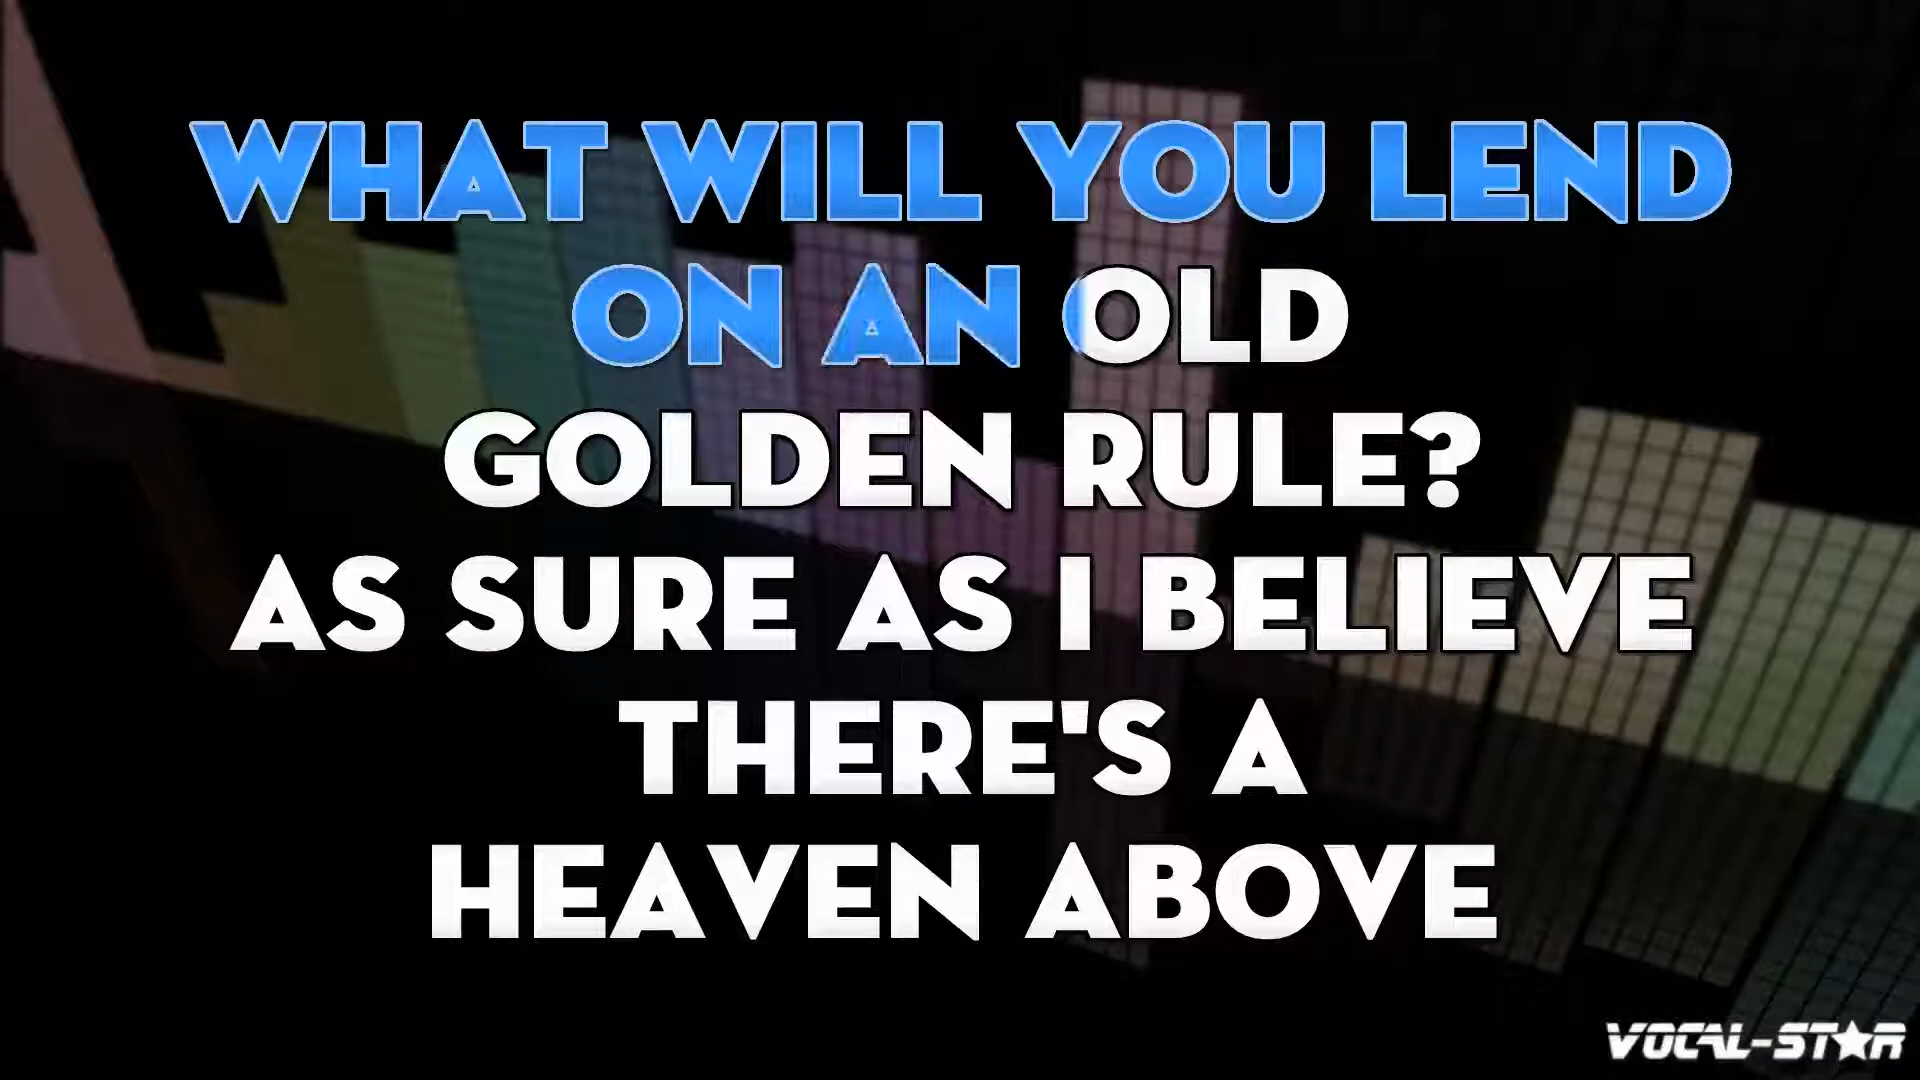 WHAT WILL YOU LEND
ON AN OLD
GOLDEN RULE?
AS SURE AS I BELIEVE
THERE'S A
HEAVEN ABOVE
VOCAL-STAR